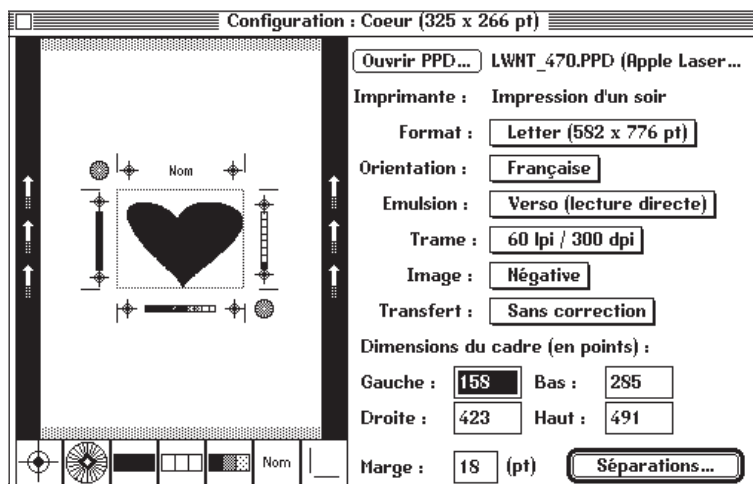 Configuration : Coeur (325 x 266 pt)
Ouvrir PPD... LWNT_470.PPD (Apple Laser...
Imprimante : Impression d'un soir
Format : Letter (582 x 776 pt)
Orientation : Française
Emulsion : Verso (lecture directe)
Trame : 60 lpi / 300 dpi
Image : Négative
Transfert : Sans correction
Dimensions du cadre (en points) :
Gauche : 158 Bas : 285
Droite : 423 Haut : 491
Marge : 18 (pt) Séparations...
Nom
Nom